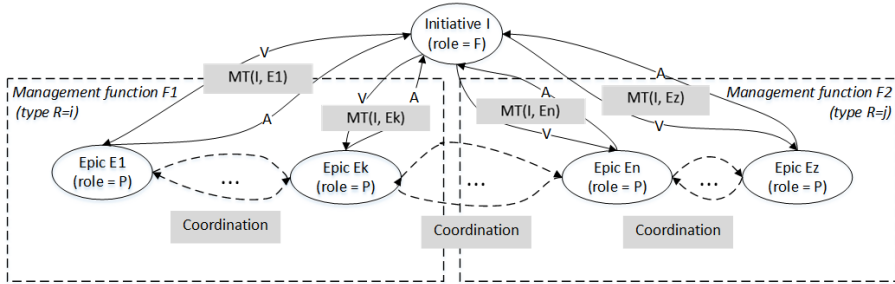 Initiative I
(role = F)
V
A
MT(I, E1)
V
A
MT(I, Ek)
A
MT(I, En)
V
A
MT(I, Ez)
V
Management function F1
(type R=i)
Management function F2
(type R=j)
A
Epic E1
(role = P)
...
Epic Ek
(role = P)
...
Epic En
(role = P)
...
Epic Ez
(role = P)
Coordination
Coordination
Coordination